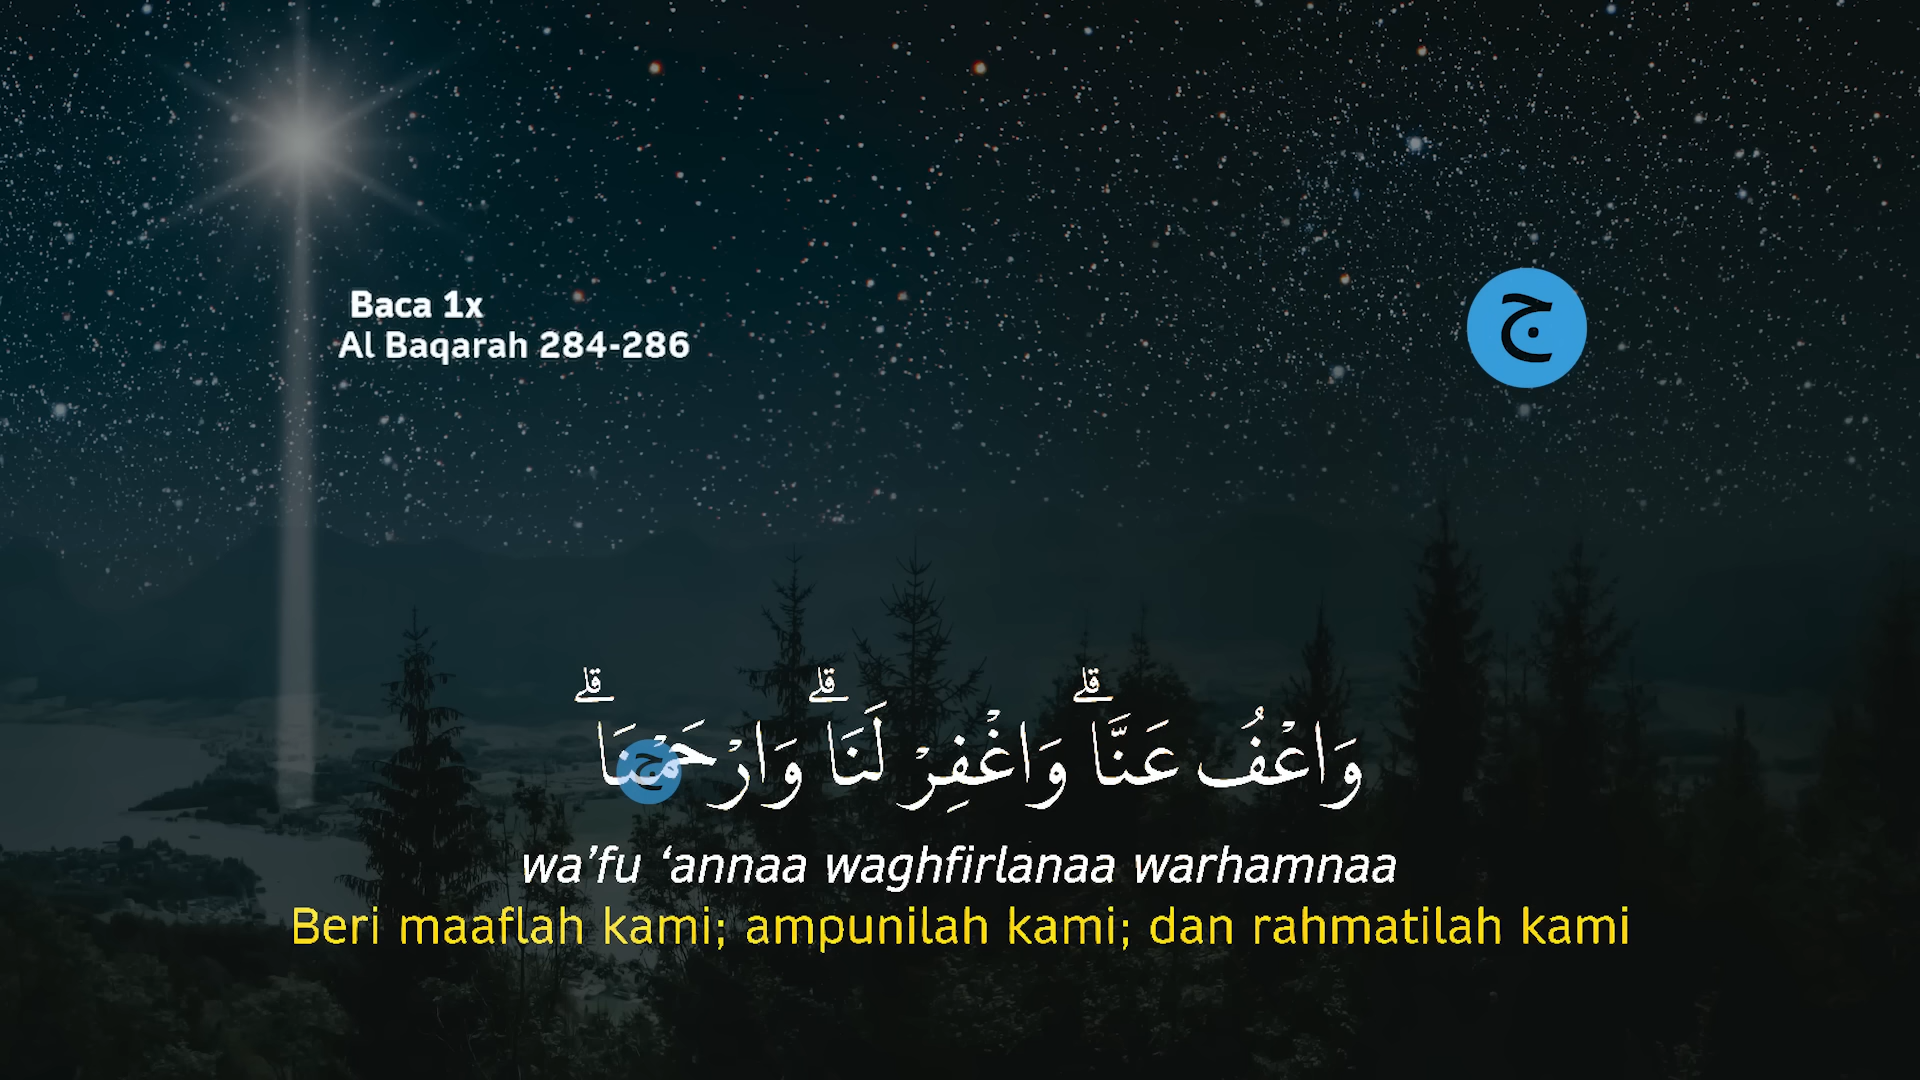 Baca 1x
Al Baqarah 284-286
ج
وَاعْفُ عَنَّاۗ وَاغْفِرْ لَنَاۗ وَارْحَمْنَاۗ
ج
wa’fu ‘annaa waghfirlanaa warhamnaa
Beri maaflah kami; ampunilah kami; dan rahmatilah kami